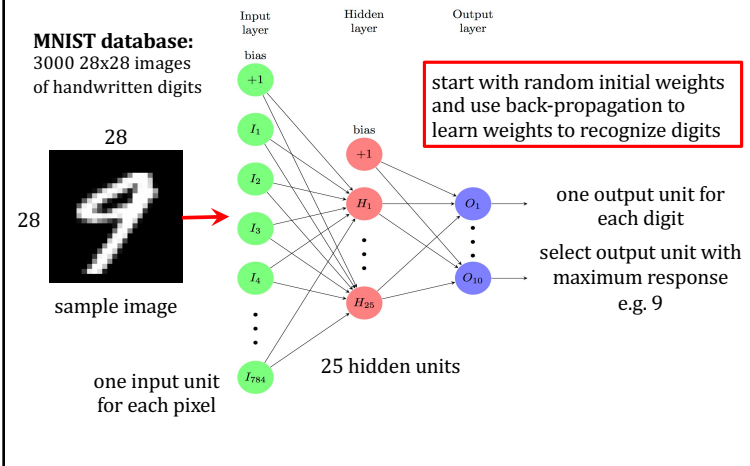 Input
layer
Hidden
layer
Output
layer
MNIST database:
3000 28x28 images
of handwritten digits
bias
+1
I1
I2
I3
I4
I784
28
28
sample image
one input unit
for each pixel
bias
+1
H1
H25
25 hidden units
start with random initial weights
and use back-propagation to
learn weights to recognize digits
O1
O10
one output unit for
each digit
select output unit with
maximum response
e.g. 9
9